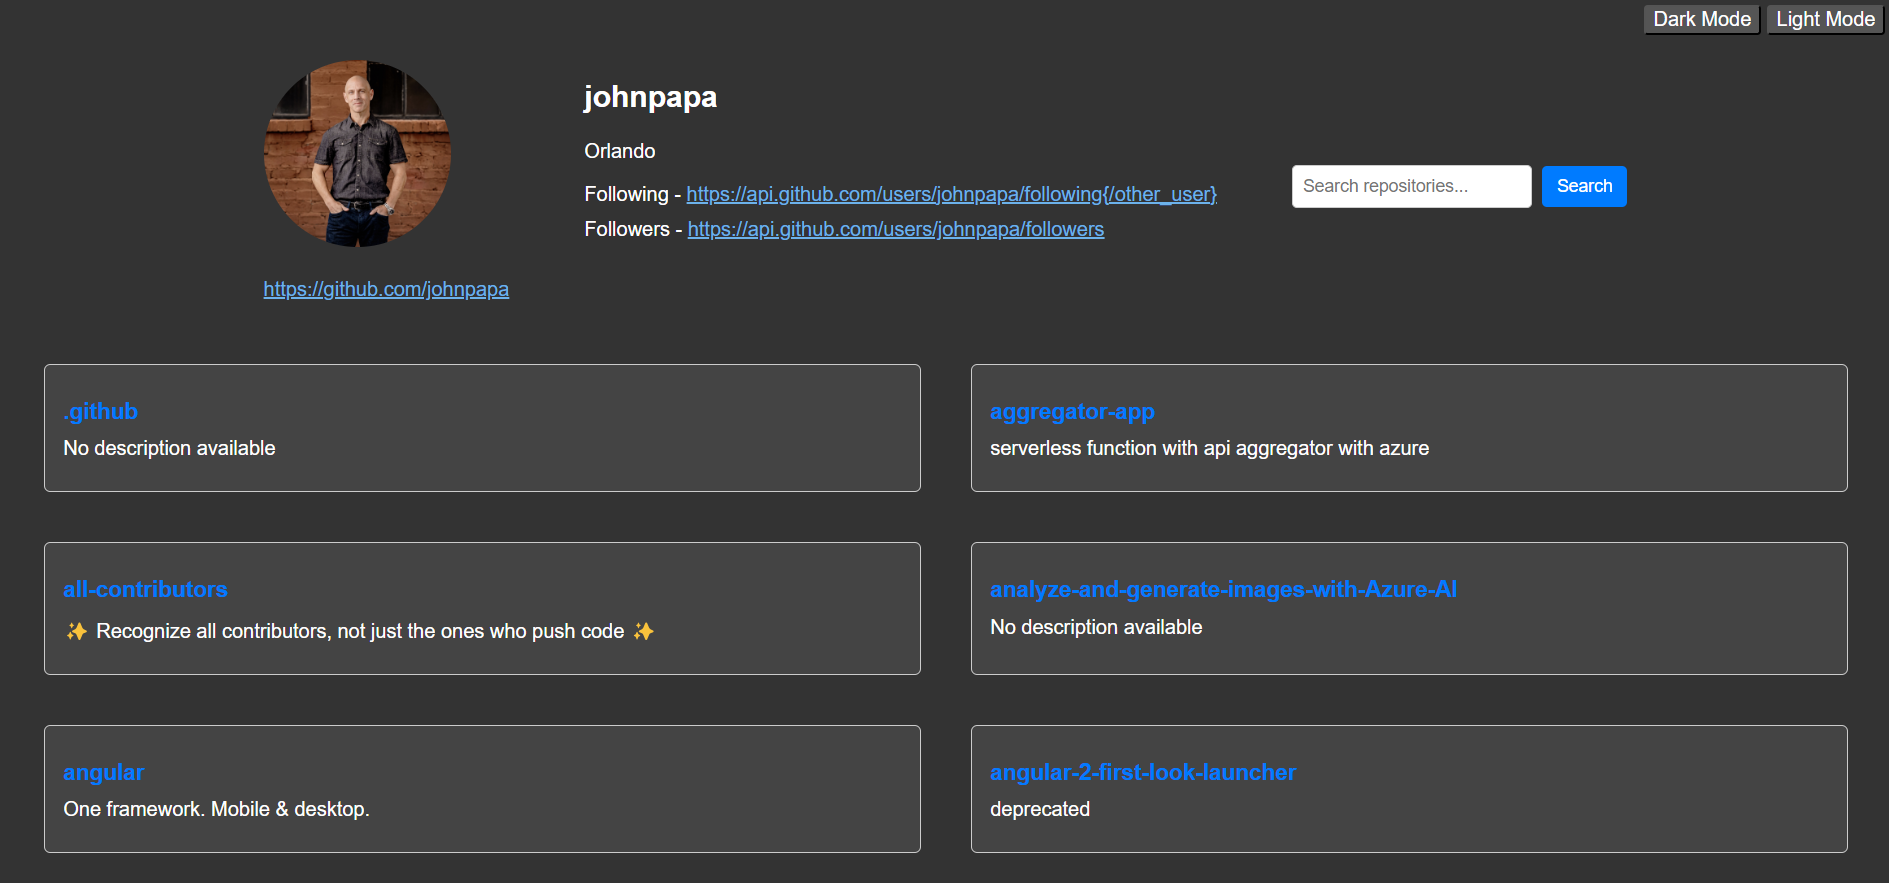 Dark Mode Light Mode
johnpapa
Orlando
Following - https://api.github.com/users/johnpapa/following{/other_user}
Followers - https://api.github.com/users/johnpapa/followers
Search repositories... Search
https://github.com/johnpapa
.github
No description available
aggregator-app
serverless function with api aggregator with azure
all-contributors
✨ Recognize all contributors, not just the ones who push code ✨
analyze-and-generate-images-with-Azure-AI
No description available
angular
One framework. Mobile & desktop.
angular-2-first-look-launcher
deprecated